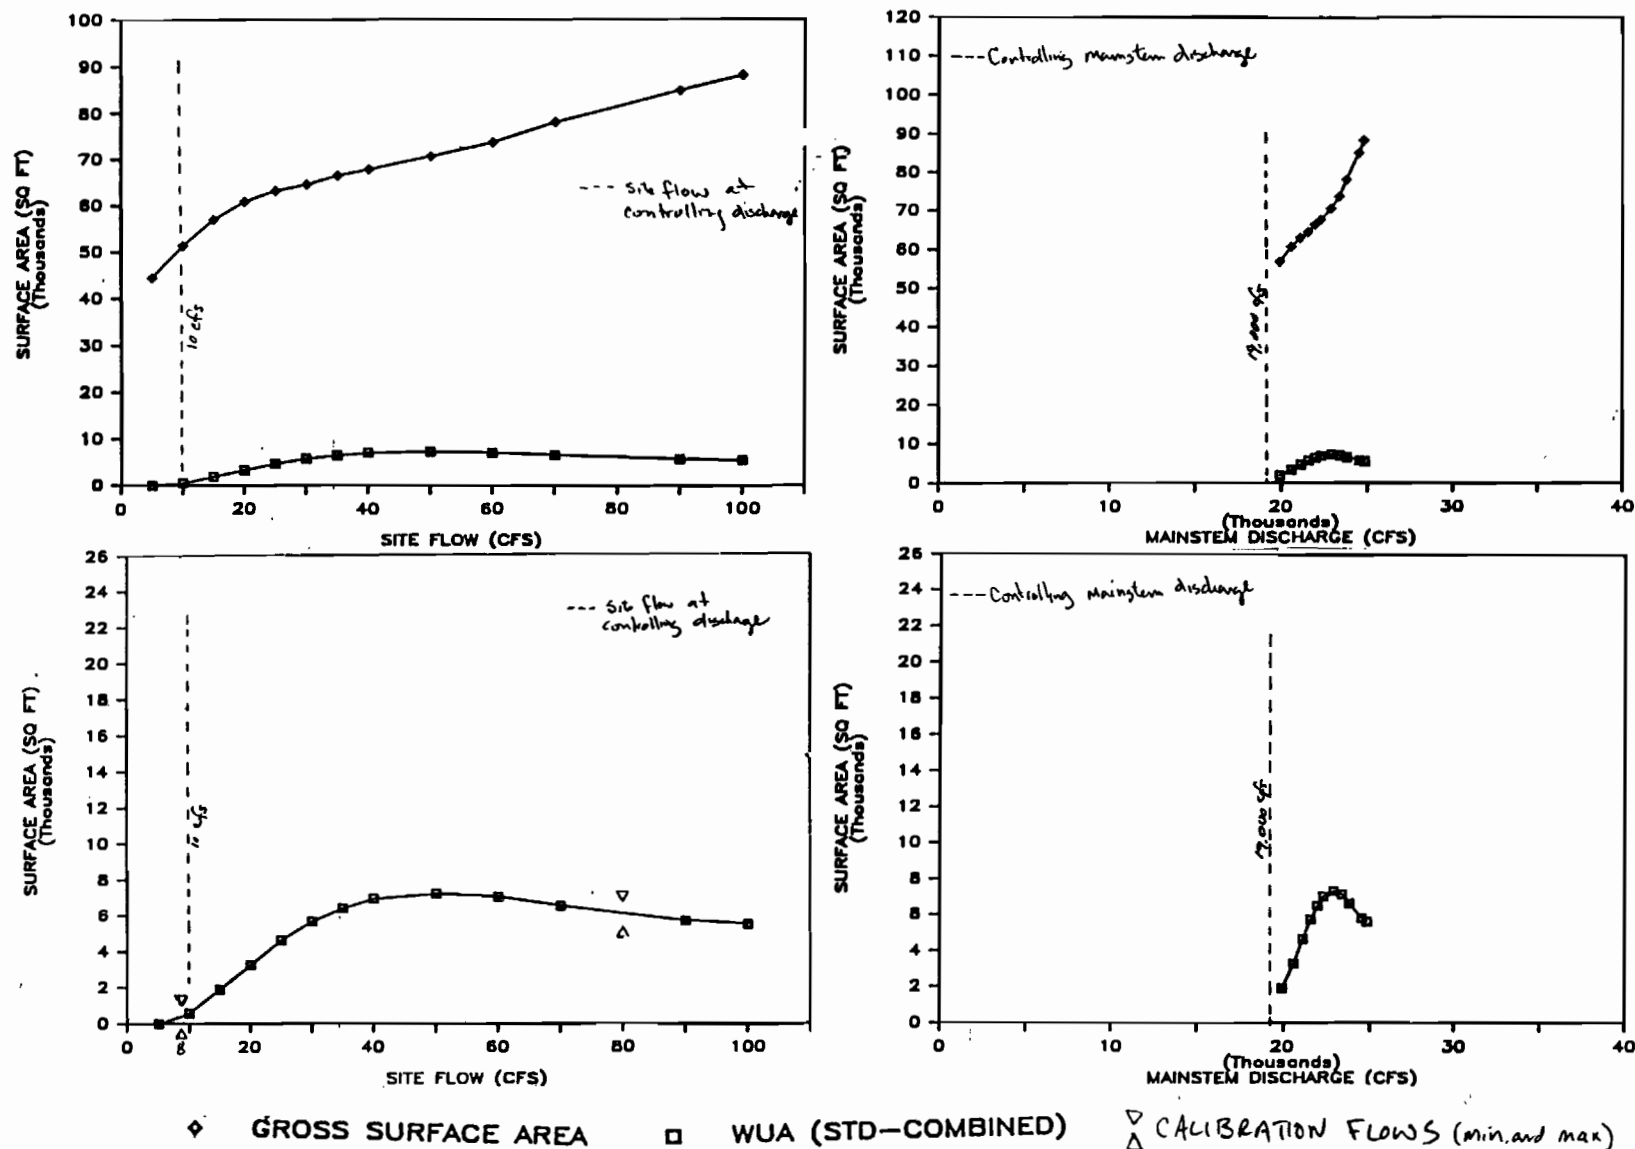 100
90
80
70
60
50
40
30
20
10
0
SURFACE AREA (SQ FT)
(Thousands)
10 cfs
--- Site flow at
controlling discharge
0 20 40 60 80 100
SITE FLOW (CFS)
120
110
100
90
80
70
60
50
40
30
20
10
0
SURFACE AREA (SQ FT)
(Thousands)
--- Controlling mainstem discharge
19,000 cfs
0 10 20 30 40
(Thousands)
MAINSTEM DISCHARGE (CFS)
26
24
22
20
18
16
14
12
10
8
6
4
2
0
SURFACE AREA (SQ FT)
(Thousands)
10 cfs
--- Site flow at
controlling discharge
8
0 20 40 60 80 100
SITE FLOW (CFS)
26
24
22
20
18
16
14
12
10
8
6
4
2
0
SURFACE AREA (SQ FT)
(Thousands)
--- Controlling Mainstem discharge
19,000 cfs
0 10 20 30 40
(Thousands)
MAINSTEM DISCHARGE (CFS)
GROSS SURFACE AREA
WUA (STD-COMBINED)
CALIBRATION FLOWS (min. and max)